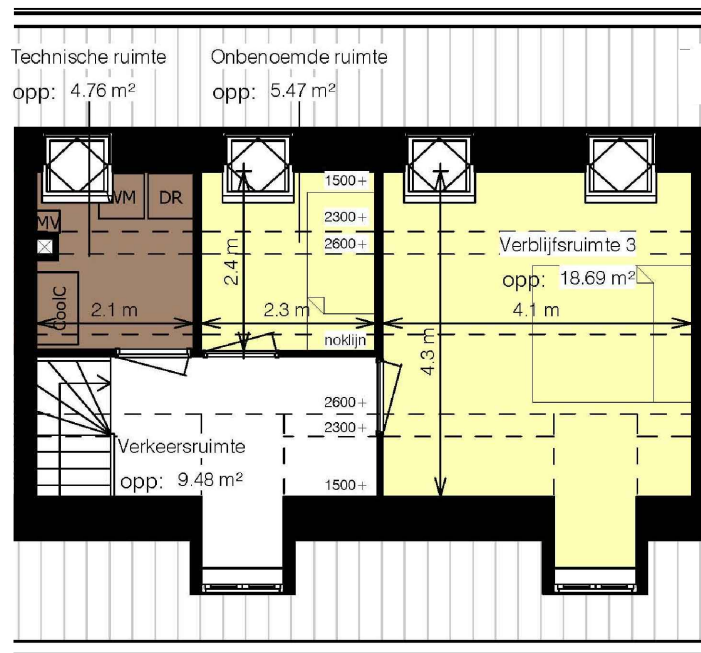 Technische ruimte
opp: 4.76 m²
Onbenoemde ruimte
opp: 5.47 m²
WM
DR
MV
CoolC
2.1 m
1500+
2300+
2600+
2.4 m
2.3 m
noklijn
Verblijfsruimte 3
opp: 18.69 m²
4.1 m
4.3 m
2600+
2300+
1500+
Verkeersruimte
opp: 9.48 m²